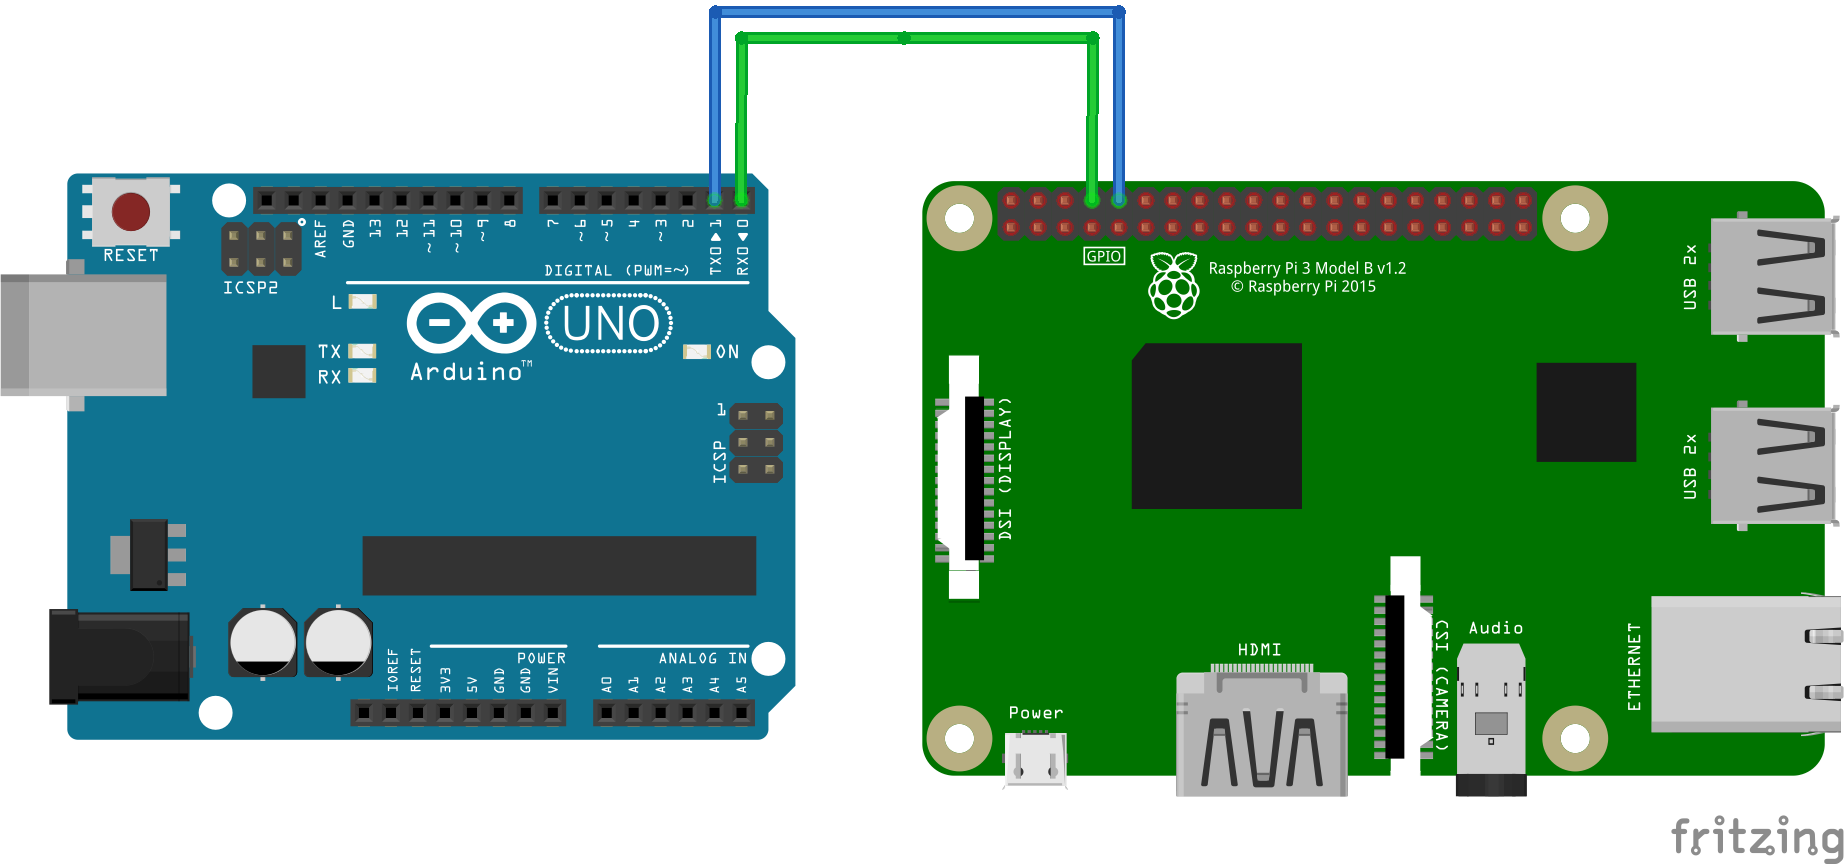 RESET
ICSP2
AREF
GND
13
12
~11
~10
~9
8
7
~6
~5
4
~3
2
TX0▶1
RX0◀0
DIGITAL (PWM=~)
L
TX
RX
UNO
Arduino™
ON
1
ICSP
IOREF
RESET
3V3
5V
GND
GND
VIN
POWER
ANALOG IN
A0
A1
A2
A3
A4
A5
GPIO
Raspberry Pi 3 Model B v1.2
© Raspberry Pi 2015
USB 2x
USB 2x
DSI (DISPLAY)
CSI (CAMERA)
Audio
ETHERNET
HDMI
Power
fritzing